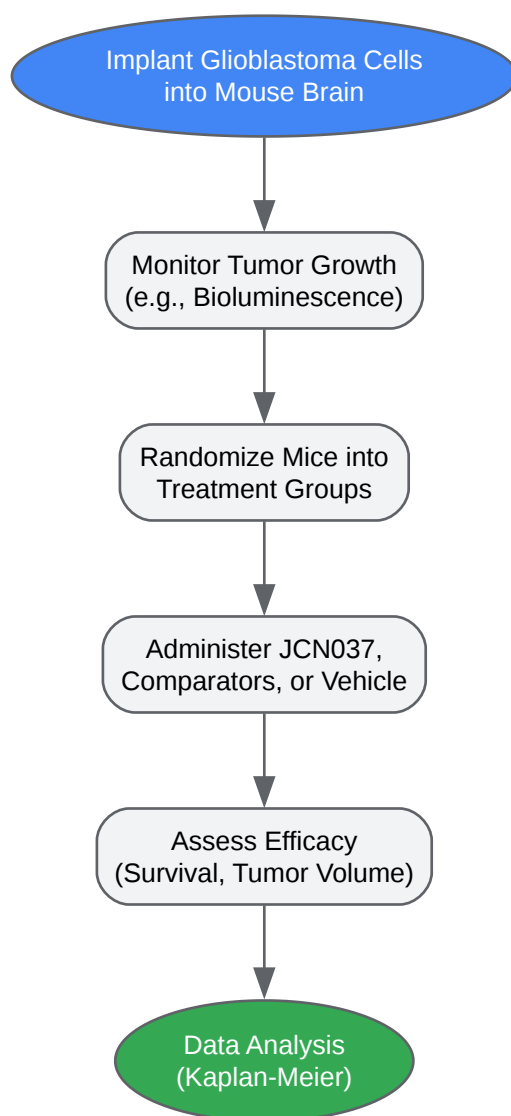 Implant Glioblastoma Cells
into Mouse Brain
Monitor Tumor Growth
(e.g., Bioluminescence)
Randomize Mice into
Treatment Groups
Administer JCN037,
Comparators, or Vehicle
Assess Efficacy
(Survival, Tumor Volume)
Data Analysis
(Kaplan-Meier)